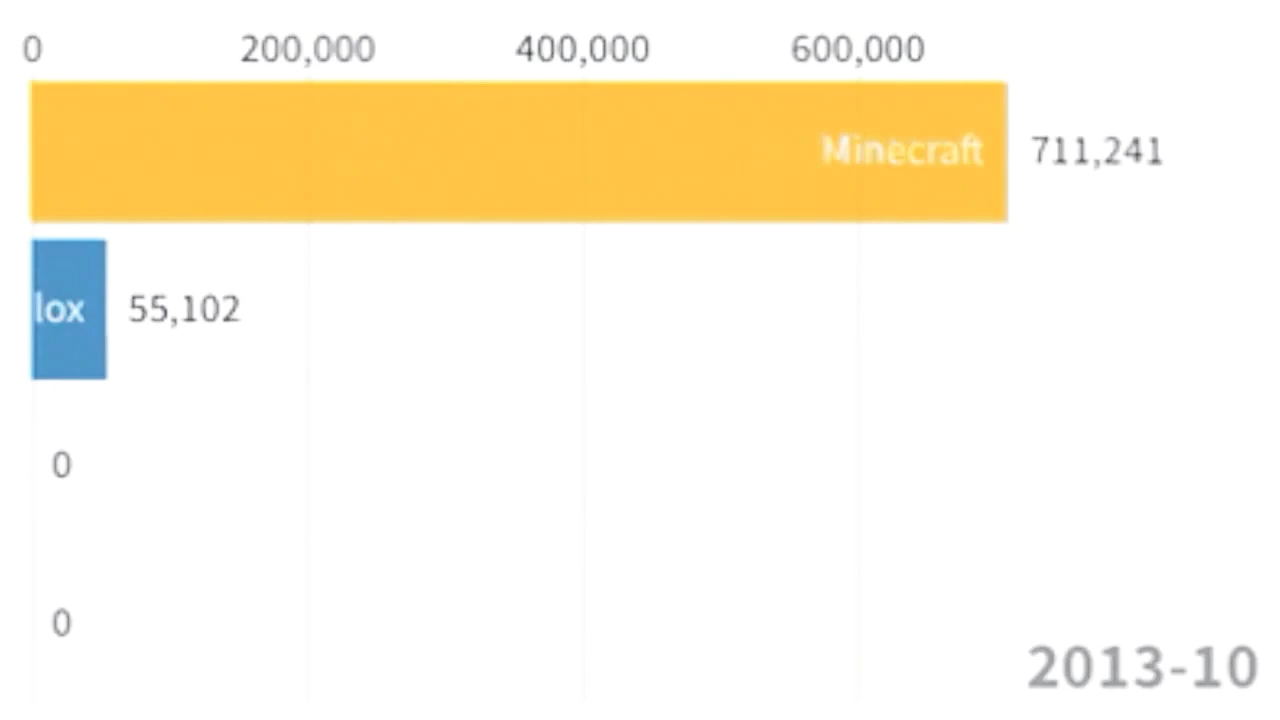 0 200,000 400,000 600,000
Minecraft 711,241
lox 55,102
0
0
2013-10